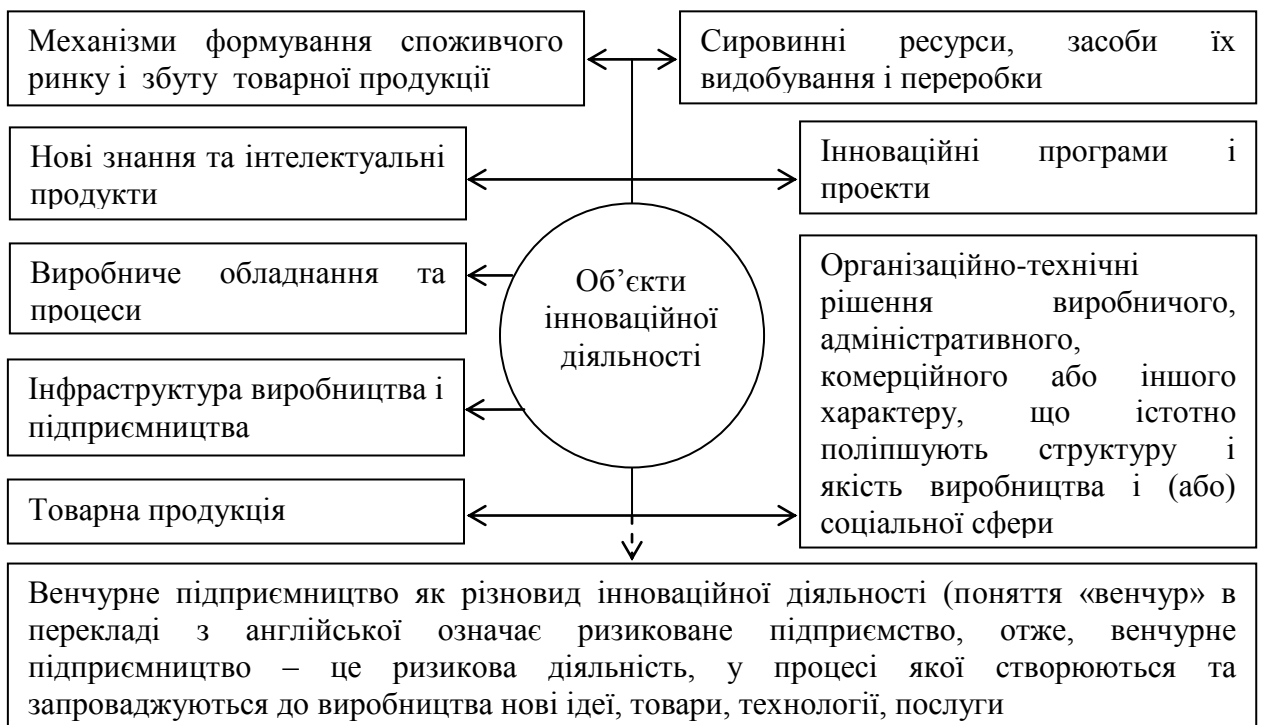 Механізми формування споживчого
ринку і збуту товарної продукції
Сировинні ресурси, засоби їх
видобування і переробки
Нові знання та інтелектуальні
продукти
Інноваційні програми і
проекти
Виробниче обладнання та
процеси
Об’єкти
інноваційної
діяльності
Організаційно-технічні
рішення виробничого,
адміністративного,
комерційного або іншого
характеру, що істотно
поліпшують структуру і
якість виробництва і (або)
соціальної сфери
Інфраструктура виробництва і
підприємництва
Товарна продукція
Венчурне підприємництво як різновид інноваційної діяльності (поняття «венчур» в
перекладі з англійської означає ризиковане підприємство, отже, венчурне
підприємництво – це ризикова діяльність, у процесі якої створюються та
запроваджуються до виробництва нові ідеї, товари, технології, послуги